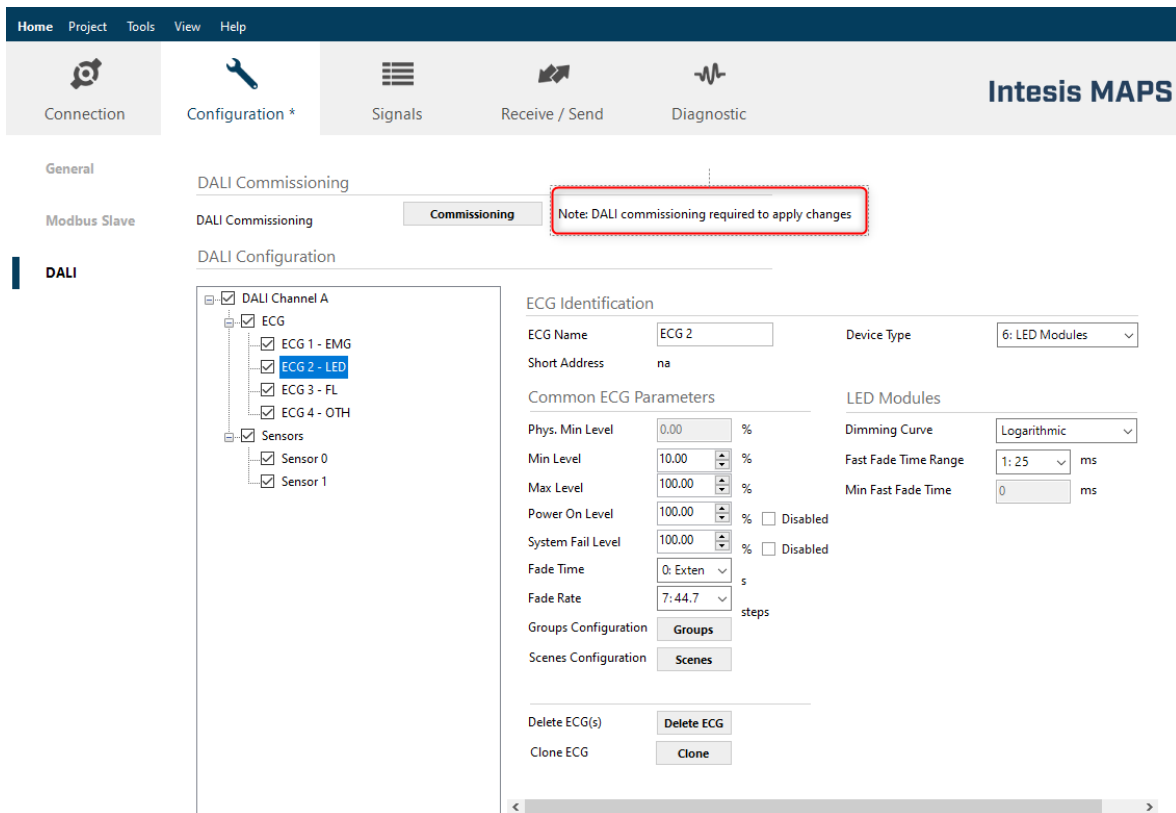 Home Project Tools View Help
Connection
Configuration *
Signals
Receive / Send
Diagnostic
Intesis MAPS
General
Modbus Slave
DALI
DALI Commissioning
DALI Commissioning Commissioning Note: DALI commissioning required to apply changes
DALI Configuration
DALI Channel A
ECG
ECG 1 - EMG
ECG 2 - LED
ECG 3 - FL
ECG 4 - OTH
Sensors
Sensor 0
Sensor 1
ECG Identification
ECG Name ECG 2 Device Type 6: LED Modules
Short Address na
Common ECG Parameters
Phys. Min Level 0.00 %
Min Level 10.00 %
Max Level 100.00 %
Power On Level 100.00 % Disabled
System Fail Level 100.00 % Disabled
Fade Time 0: Exten s
Fade Rate 7: 44.7 steps
Groups Configuration Groups
Scenes Configuration Scenes
LED Modules
Dimming Curve Logarithmic
Fast Fade Time Range 1: 25 ms
Min Fast Fade Time 0 ms
Delete ECG(s) Delete ECG
Clone ECG Clone